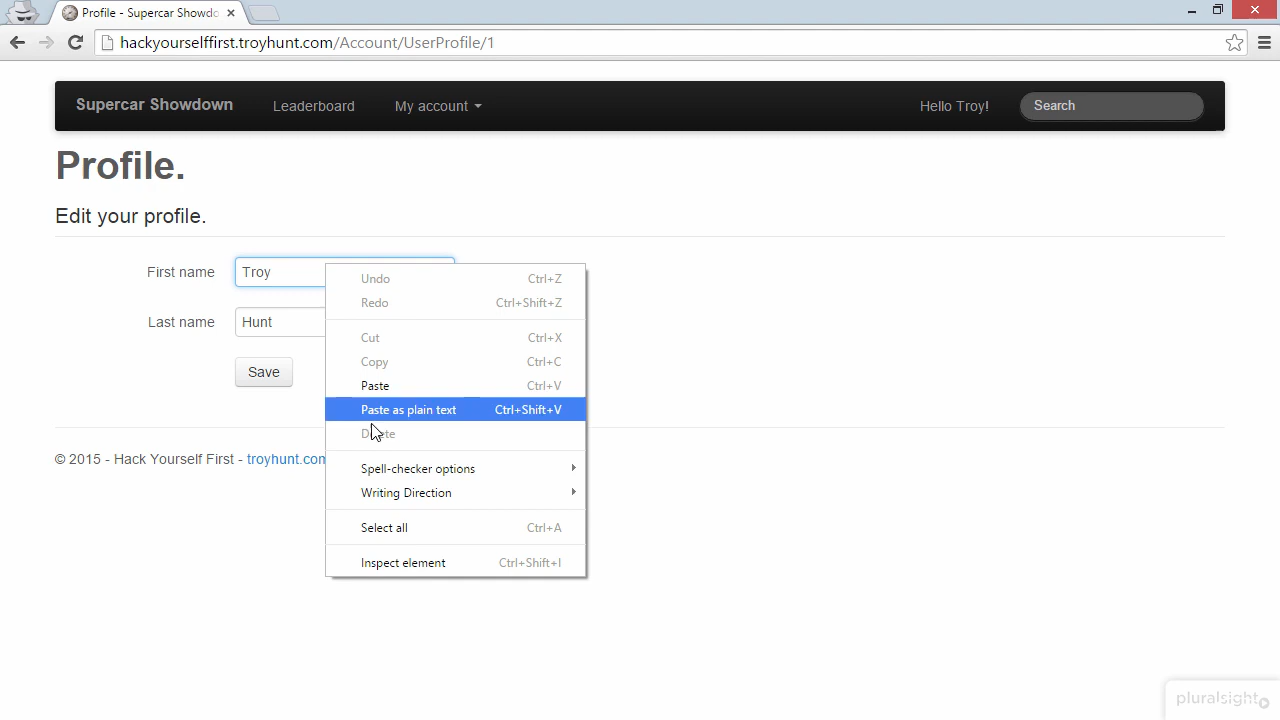 Profile - Supercar Showdo
hackyourselffirst.troyhunt.com/Account/UserProfile/1
Supercar Showdown Leaderboard My account Hello Troy! Search
Profile.
Edit your profile.
First name Troy
Last name Hunt
Save
Undo Ctrl+Z
Redo Ctrl+Shift+Z
Cut Ctrl+X
Copy Ctrl+C
Paste Ctrl+V
Paste as plain text Ctrl+Shift+V
Delete
Spell-checker options
Writing Direction
Select all Ctrl+A
Inspect element Ctrl+Shift+I
© 2015 - Hack Yourself First - troyhunt.com
pluralsight